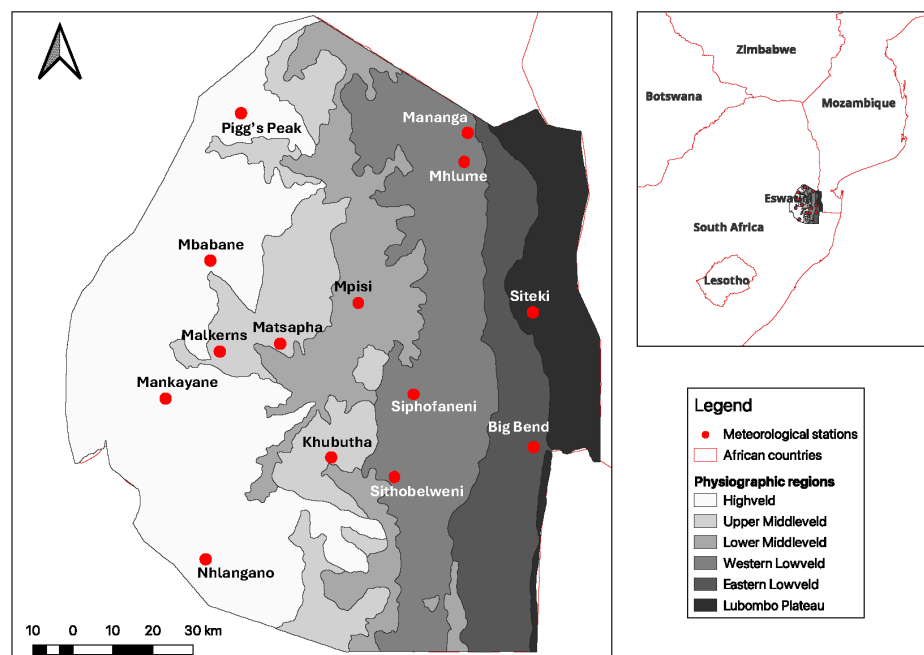 Pigg's Peak
Mananga
Mhlume
Mbabane
Mpisi
Siteki
Malkerns
Matsapha
Mankayane
Siphofaneni
Big Bend
Khubutha
Sithobelweni
Nhlangano
10 0 10 20 30 km
Zimbabwe
Botswana
Mozambique
Eswati
South Africa
Lesotho
Legend
Meteorological stations
African countries
Physiographic regions
Highveld
Upper Middleveld
Lower Middleveld
Western Lowveld
Eastern Lowveld
Lubombo Plateau